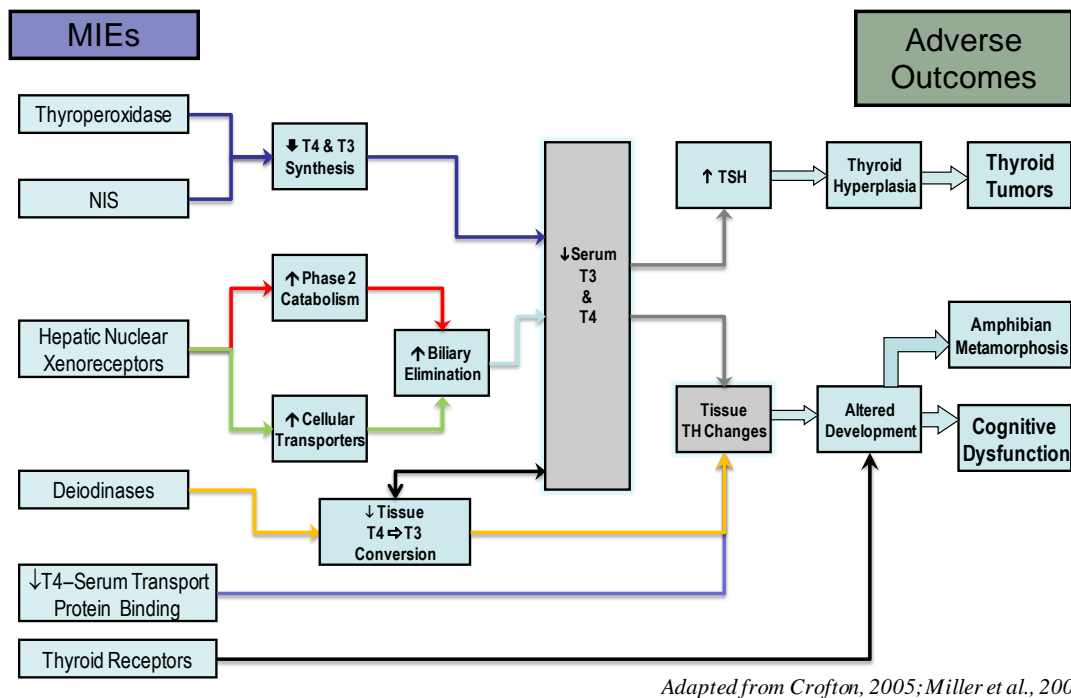 MIEs
Adverse
Outcomes
Thyroperoxidase
NIS
⬇ T4 & T3
Synthesis
↑ TSH
Thyroid
Hyperplasia
Thyroid
Tumors
↓Serum
T3
&
T4
↑ Phase 2
Catabolism
Hepatic Nuclear
Xenoreceptors
↑ Biliary
Elimination
↑ Cellular
Transporters
Amphibian
Metamorphosis
Tissue
TH Changes
Altered
Development
Cognitive
Dysfunction
Deiodinases
↓ Tissue
T4 ⇨ T3
Conversion
↓T4–Serum Transport
Protein Binding
Thyroid Receptors
Adapted from Crofton, 2005; Miller et al., 200